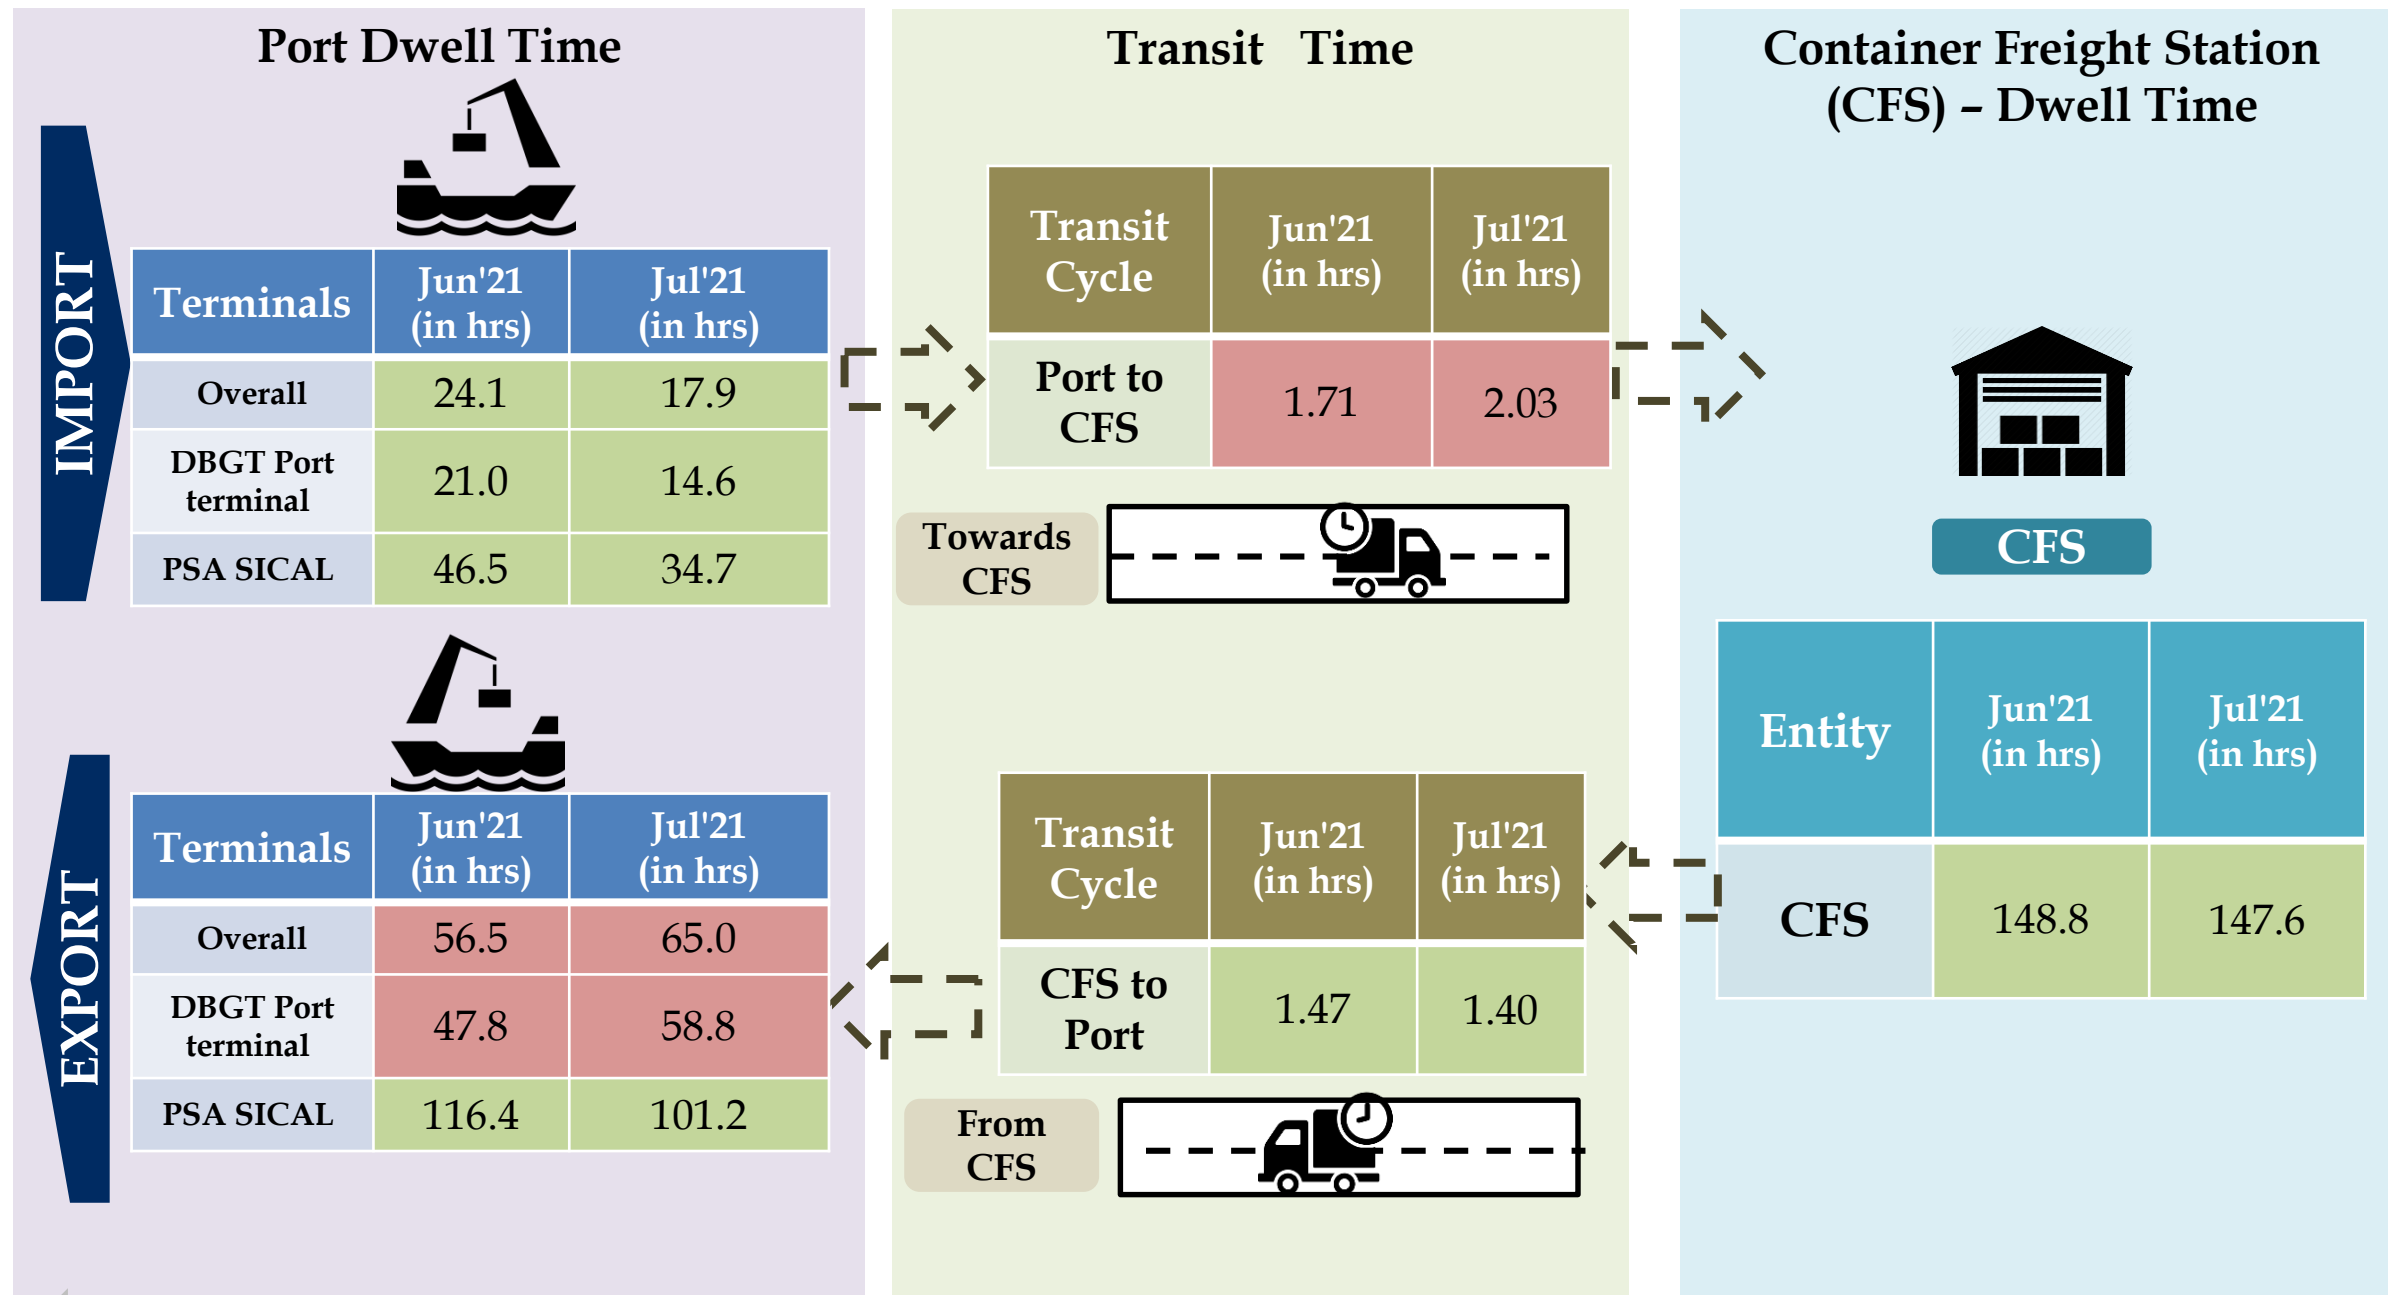 Port Dwell Time
IMPORT
Terminals
Jun'21
(in hrs)
Jul'21
(in hrs)
Overall
24.1
17.9
DBGT Port
terminal
21.0
14.6
PSA SICAL
46.5
34.7
EXPORT
Terminals
Jun'21
(in hrs)
Jul'21
(in hrs)
Overall
56.5
65.0
DBGT Port
terminal
47.8
58.8
PSA SICAL
116.4
101.2
Transit Time
Transit
Cycle
Jun'21
(in hrs)
Jul'21
(in hrs)
Port to
CFS
1.71
2.03
Towards
CFS
Transit
Cycle
Jun'21
(in hrs)
Jul'21
(in hrs)
CFS to
Port
1.47
1.40
From
CFS
Container Freight Station
(CFS) – Dwell Time
CFS
Entity
Jun'21
(in hrs)
Jul'21
(in hrs)
CFS
148.8
147.6